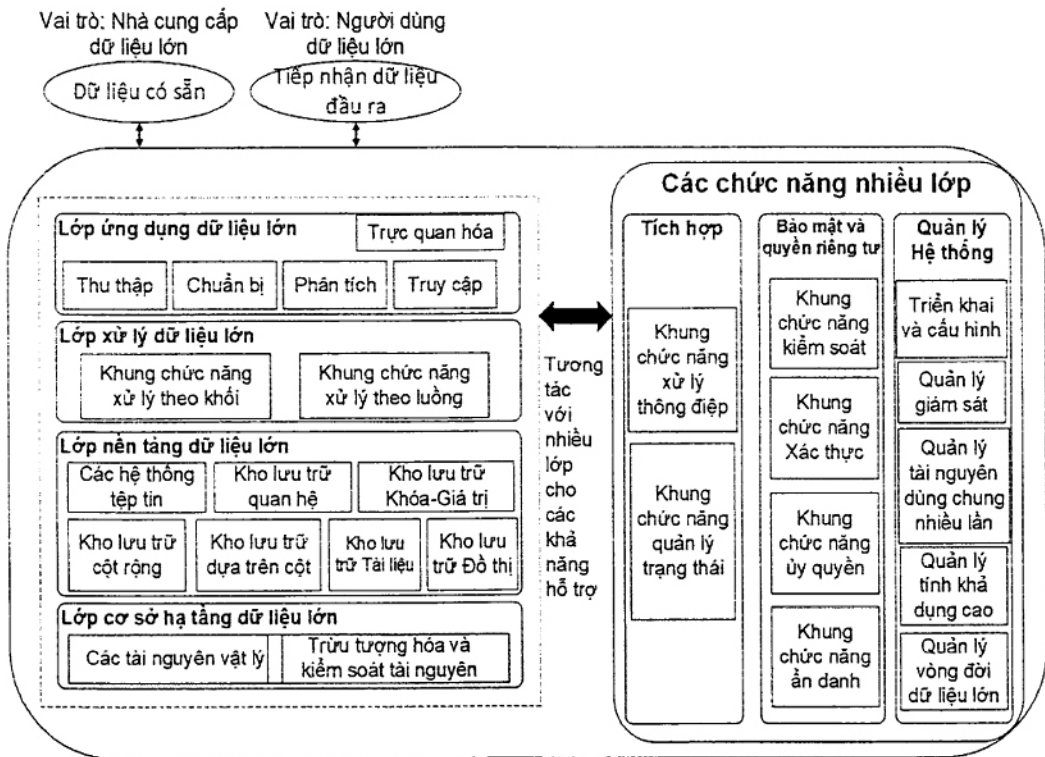 Vai trò: Nhà cung cấp
dữ liệu lớn
Dữ liệu có sẵn
Vai trò: Người dùng
dữ liệu lớn
Tiếp nhận dữ liệu
đầu ra
Lớp ứng dụng dữ liệu lớn
Trực quan hóa
Thu thập
Chuẩn bị
Phân tích
Truy cập
Lớp xử lý dữ liệu lớn
Khung chức năng
xử lý theo khối
Khung chức năng
xử lý theo luồng
Lớp nền tảng dữ liệu lớn
Các hệ thống
tệp tin
Kho lưu trữ
quan hệ
Kho lưu trữ
Khóa-Giá trị
Kho lưu trữ
cột rộng
Kho lưu trữ
dựa trên cột
Kho lưu
trữ Tài liệu
Kho lưu
trữ Đồ thị
Lớp cơ sở hạ tầng dữ liệu lớn
Các tài nguyên vật lý
Trừu tượng hóa và
kiểm soát tài nguyên
Tương
tác
với
nhiều
lớp
cho
các
khả
năng
hỗ trợ
Các chức năng nhiều lớp
Tích hợp
Khung
chức năng
xử lý
thông điệp
Khung
chức năng
quản lý
trạng thái
Bảo mật và
quyền riêng tư
Khung
chức năng
kiểm soát
Khung
chức năng
Xác thực
Khung
chức năng
ủy quyền
Khung
chức năng
ẩn danh
Quản lý
Hệ thống
Triển khai
và cấu hình
Quản lý
giám sát
Quản lý
tài nguyên
dùng chung
nhiều lần
Quản lý
tính khả
dụng cao
Quản lý
vòng đời
dữ liệu lớn